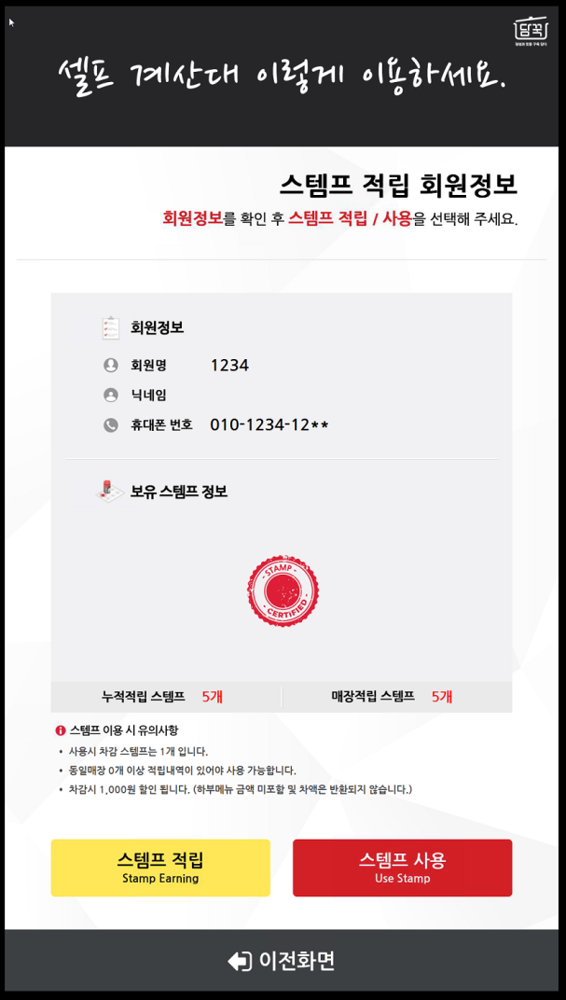 담꾹
셀프 계산대 이렇게 이용하세요.
스템프 적립 회원정보
회원정보를 확인 후 스템프 적립 / 사용을 선택해 주세요.
회원정보
회원명 1234
닉네임
휴대폰 번호 010-1234-12**
보유 스템프 정보
STAMP
CERTIFIED
누적적립 스템프 5개 매장적립 스템프 5개
스템프 이용 시 유의사항
• 사용시 차감 스템프는 1개 입니다.
• 동일매장 0개 이상 적립내역이 있어야 사용 가능합니다.
• 차감시 1,000원 할인 됩니다. (하부메뉴 금액 미포함 및 차액은 반환되지 않습니다.)
스템프 적립 스템프 사용
Stamp Earning Use Stamp
이전화면